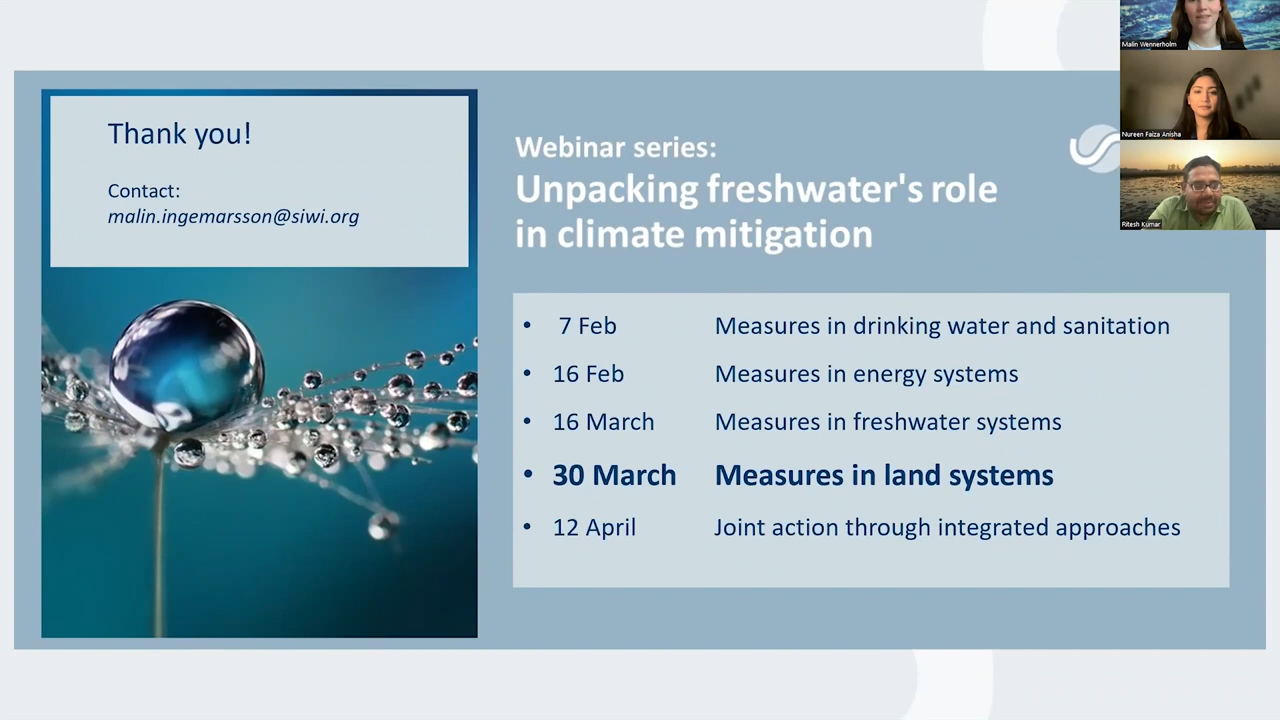 Thank you!
Contact:
malin.ingemarsson@siwi.org
Webinar series:
Unpacking freshwater's role
in climate mitigation
• 7 Feb Measures in drinking water and sanitation
• 16 Feb Measures in energy systems
• 16 March Measures in freshwater systems
• 30 March Measures in land systems
• 12 April Joint action through integrated approaches
Malin Wennerholm
Nureen Faiza Anisha
Ritesh Kumar